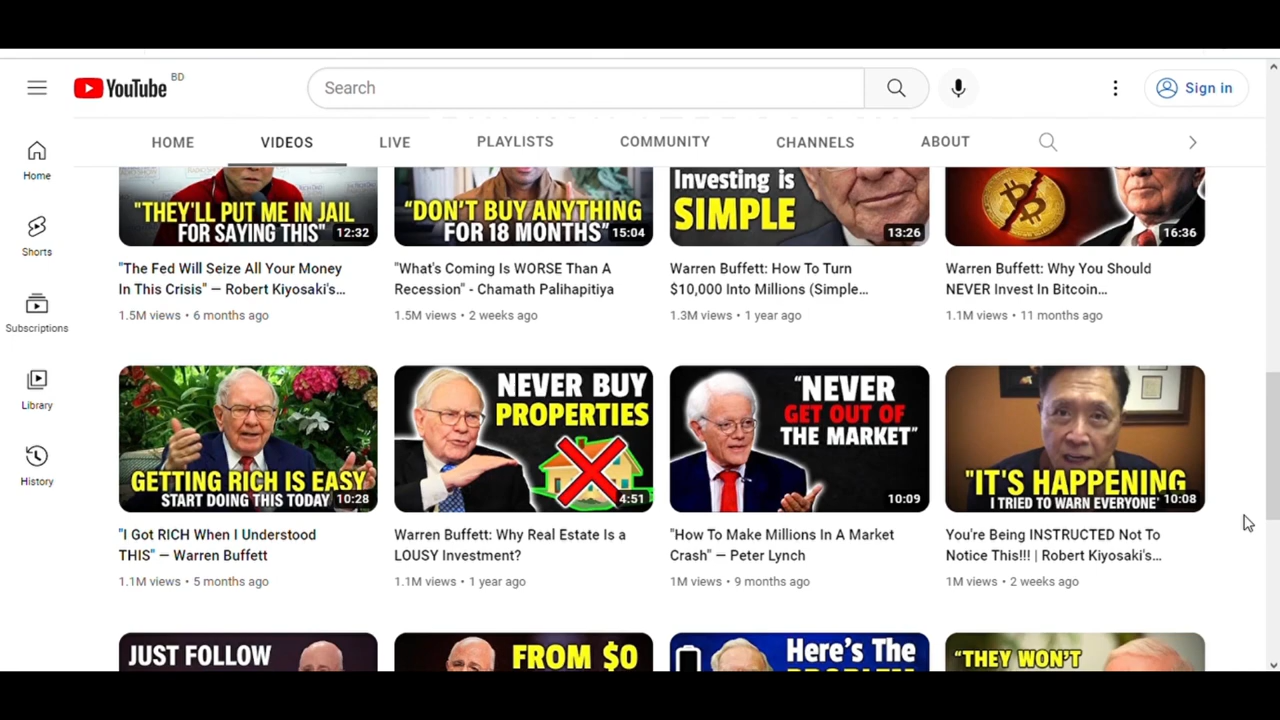 YouTube BD
Search
Sign in
HOME
VIDEOS
LIVE
PLAYLISTS
COMMUNITY
CHANNELS
ABOUT
Home
Shorts
Subscriptions
Library
History
"THEY'LL PUT ME IN JAIL
FOR SAYING THIS"
12:32
"The Fed Will Seize All Your Money
In This Crisis" — Robert Kiyosaki's...
1.5M views • 6 months ago
"DON'T BUY ANYTHING
FOR 18 MONTHS"
15:04
"What's Coming Is WORSE Than A
Recession" - Chamath Palihapitiya
1.5M views • 2 weeks ago
Investing is
SIMPLE
13:26
Warren Buffett: How To Turn
$10,000 Into Millions (Simple...
1.3M views • 1 year ago
16:36
Warren Buffett: Why You Should
NEVER Invest In Bitcoin...
1.1M views • 11 months ago
GETTING RICH IS EASY
START DOING THIS TODAY
10:28
"I Got RICH When I Understood
THIS" — Warren Buffett
1.1M views • 5 months ago
NEVER BUY
PROPERTIES
4:51
Warren Buffett: Why Real Estate Is a
LOUSY Investment?
1.1M views • 1 year ago
"NEVER
GET OUT OF
THE MARKET"
10:09
"How To Make Millions In A Market
Crash" — Peter Lynch
1M views • 9 months ago
"IT'S HAPPENING
I TRIED TO WARN EVERYONE"
10:08
You're Being INSTRUCTED Not To
Notice This!!! | Robert Kiyosaki's...
1M views • 2 weeks ago
JUST FOLLOW
FROM $0
Here's The
PROBLEM
"THEY WON'T